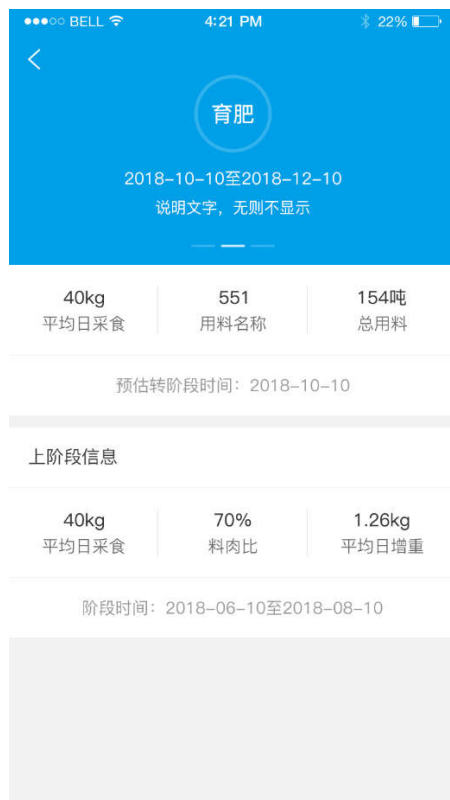 BELL 4:21 PM 22%
育肥
2018-10-10至2018-12-10
说明文字，无则不显示
40kg 551 154吨
平均日采食 用料名称 总用料
预估转阶段时间：2018-10-10
上阶段信息
40kg 70% 1.26kg
平均日采食 料肉比 平均日增重
阶段时间：2018-06-10至2018-08-10